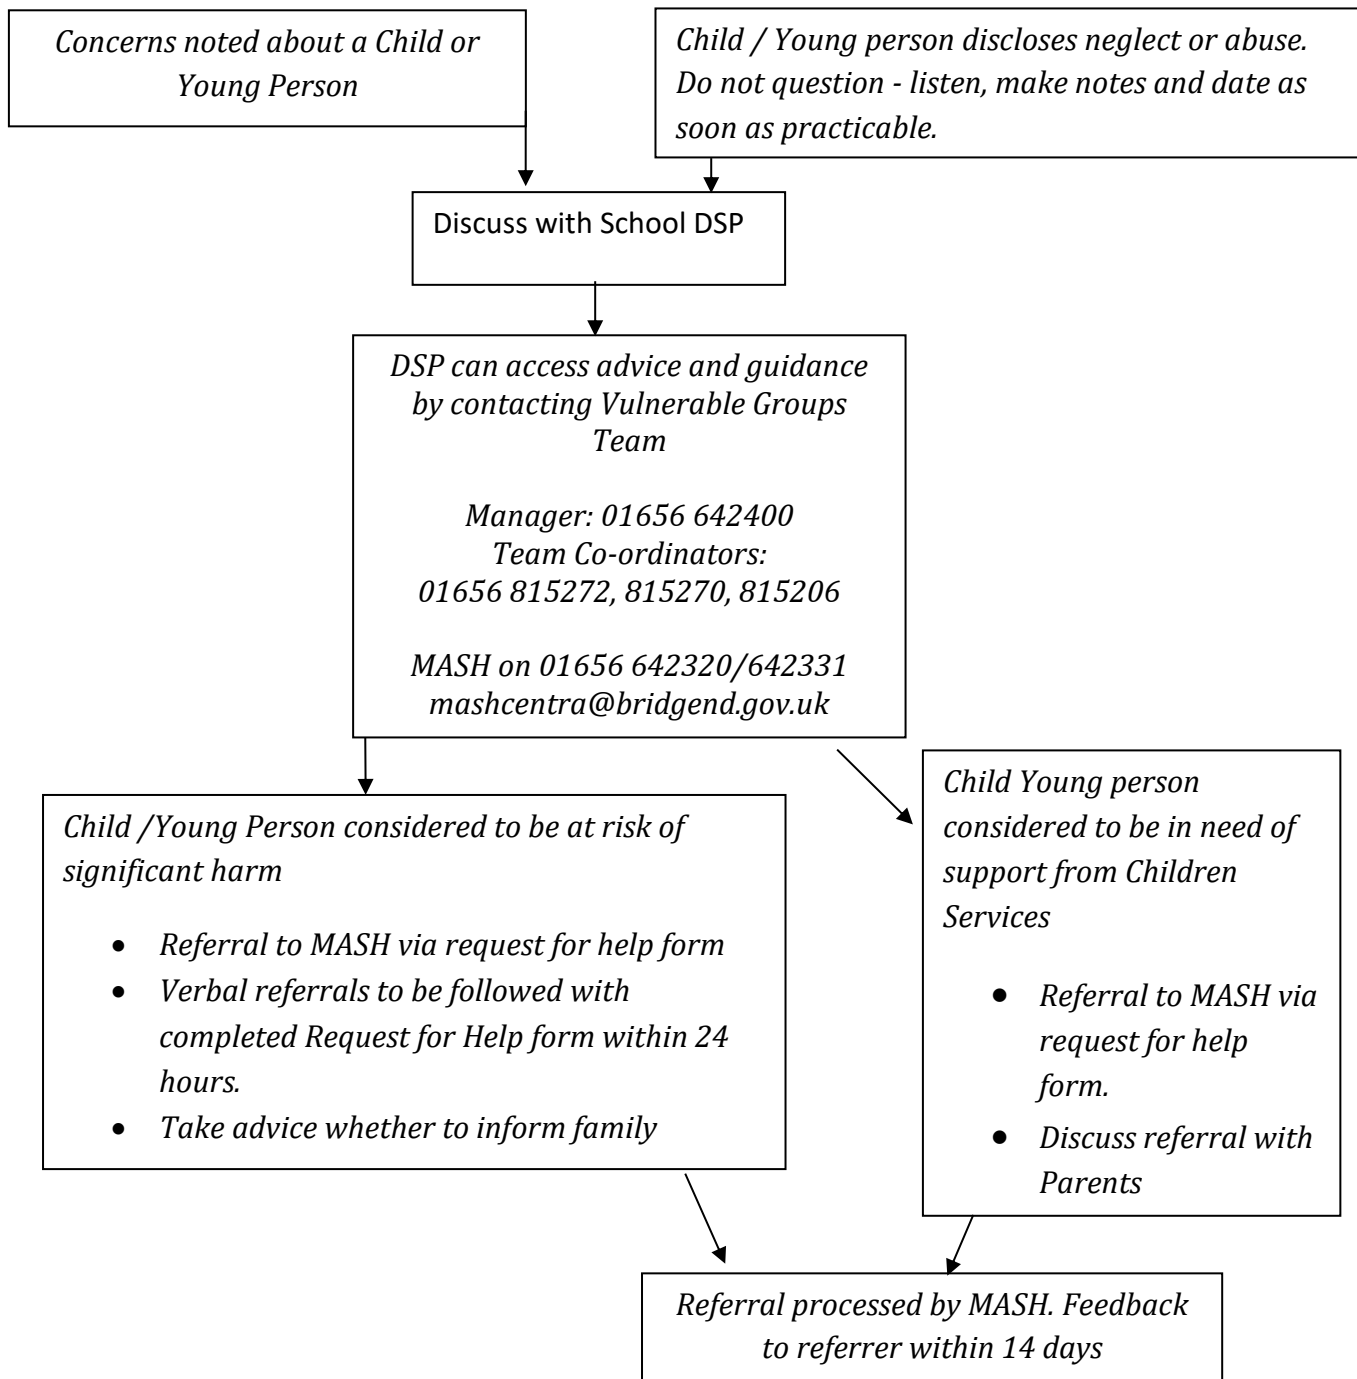 Concerns noted about a Child or
Young Person
Child / Young person discloses neglect or abuse.
Do not question - listen, make notes and date as
soon as practicable.
Discuss with School DSP
DSP can access advice and guidance
by contacting Vulnerable Groups
Team
Manager: 01656 642400
Team Co-ordinators:
01656 815272, 815270, 815206
MASH on 01656 642320/642331
mashcentra@bridgend.gov.uk
Child /Young Person considered to be at risk of
significant harm
• Referral to MASH via request for help form
• Verbal referrals to be followed with
completed Request for Help form within 24
hours.
• Take advice whether to inform family
Child Young person
considered to be in need of
support from Children
Services
• Referral to MASH via
request for help
form.
• Discuss referral with
Parents
Referral processed by MASH. Feedback
to referrer within 14 days